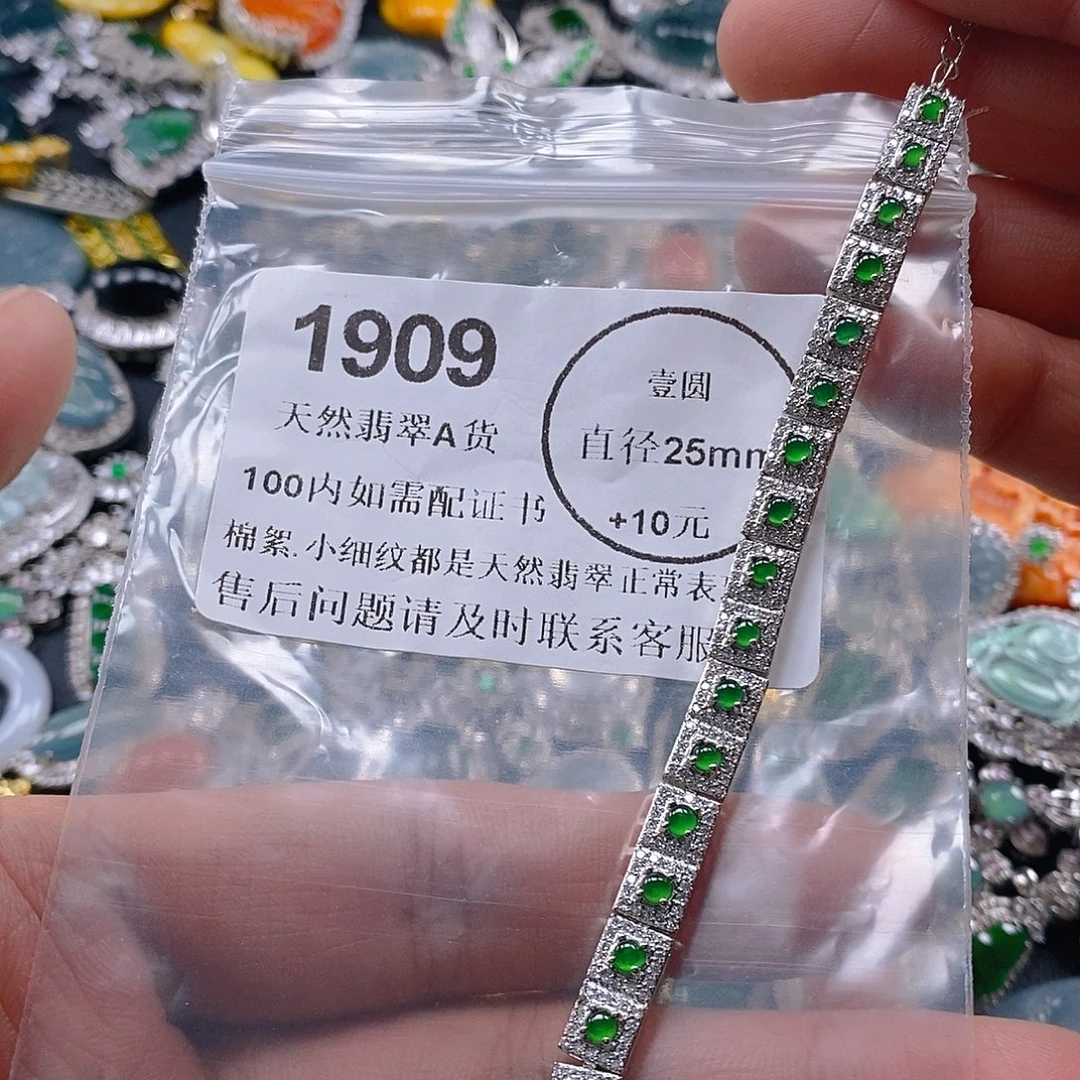 1909
天然翡翠A货
100内如需配证书
棉絮.小细纹都是天然翡翠正常表
售后问题请及时联系客服
壹圆
直径25mm
+10元